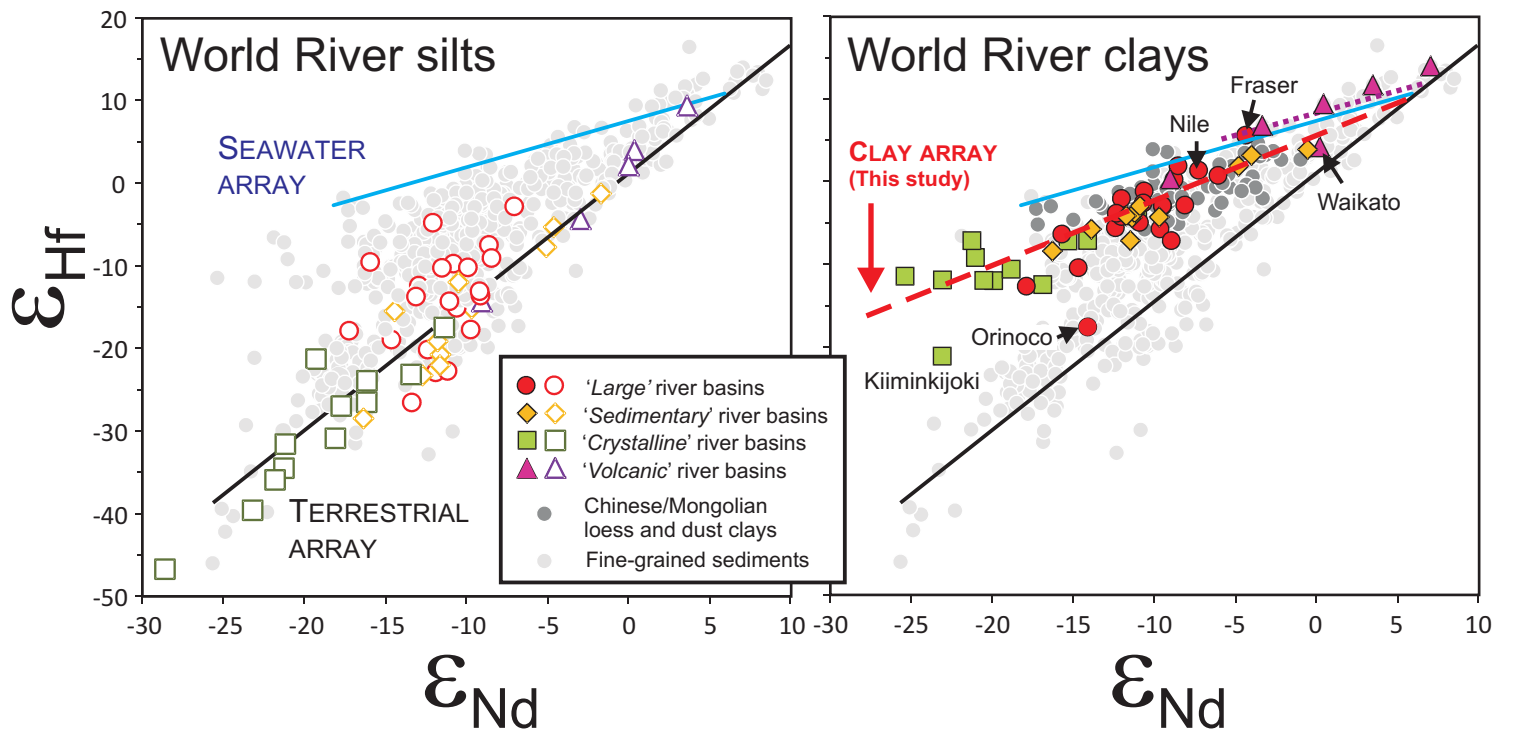 World River silts
World River clays
20
10
0
-10
-20
-30
-40
-50
εHf
SEAWATER
ARRAY
TERRESTRIAL
ARRAY
-30 -25 -20 -15 -10 -5 0 5 10
εNd
Fraser
Nile
CLAY ARRAY
(This study)
Waikato
Orinoco
Kiiminkijoki
'Large' river basins
'Sedimentary' river basins
'Crystalline' river basins
'Volcanic' river basins
Chinese/Mongolian
loess and dust clays
Fine-grained sediments
-30 -25 -20 -15 -10 -5 0 5 10
εNd